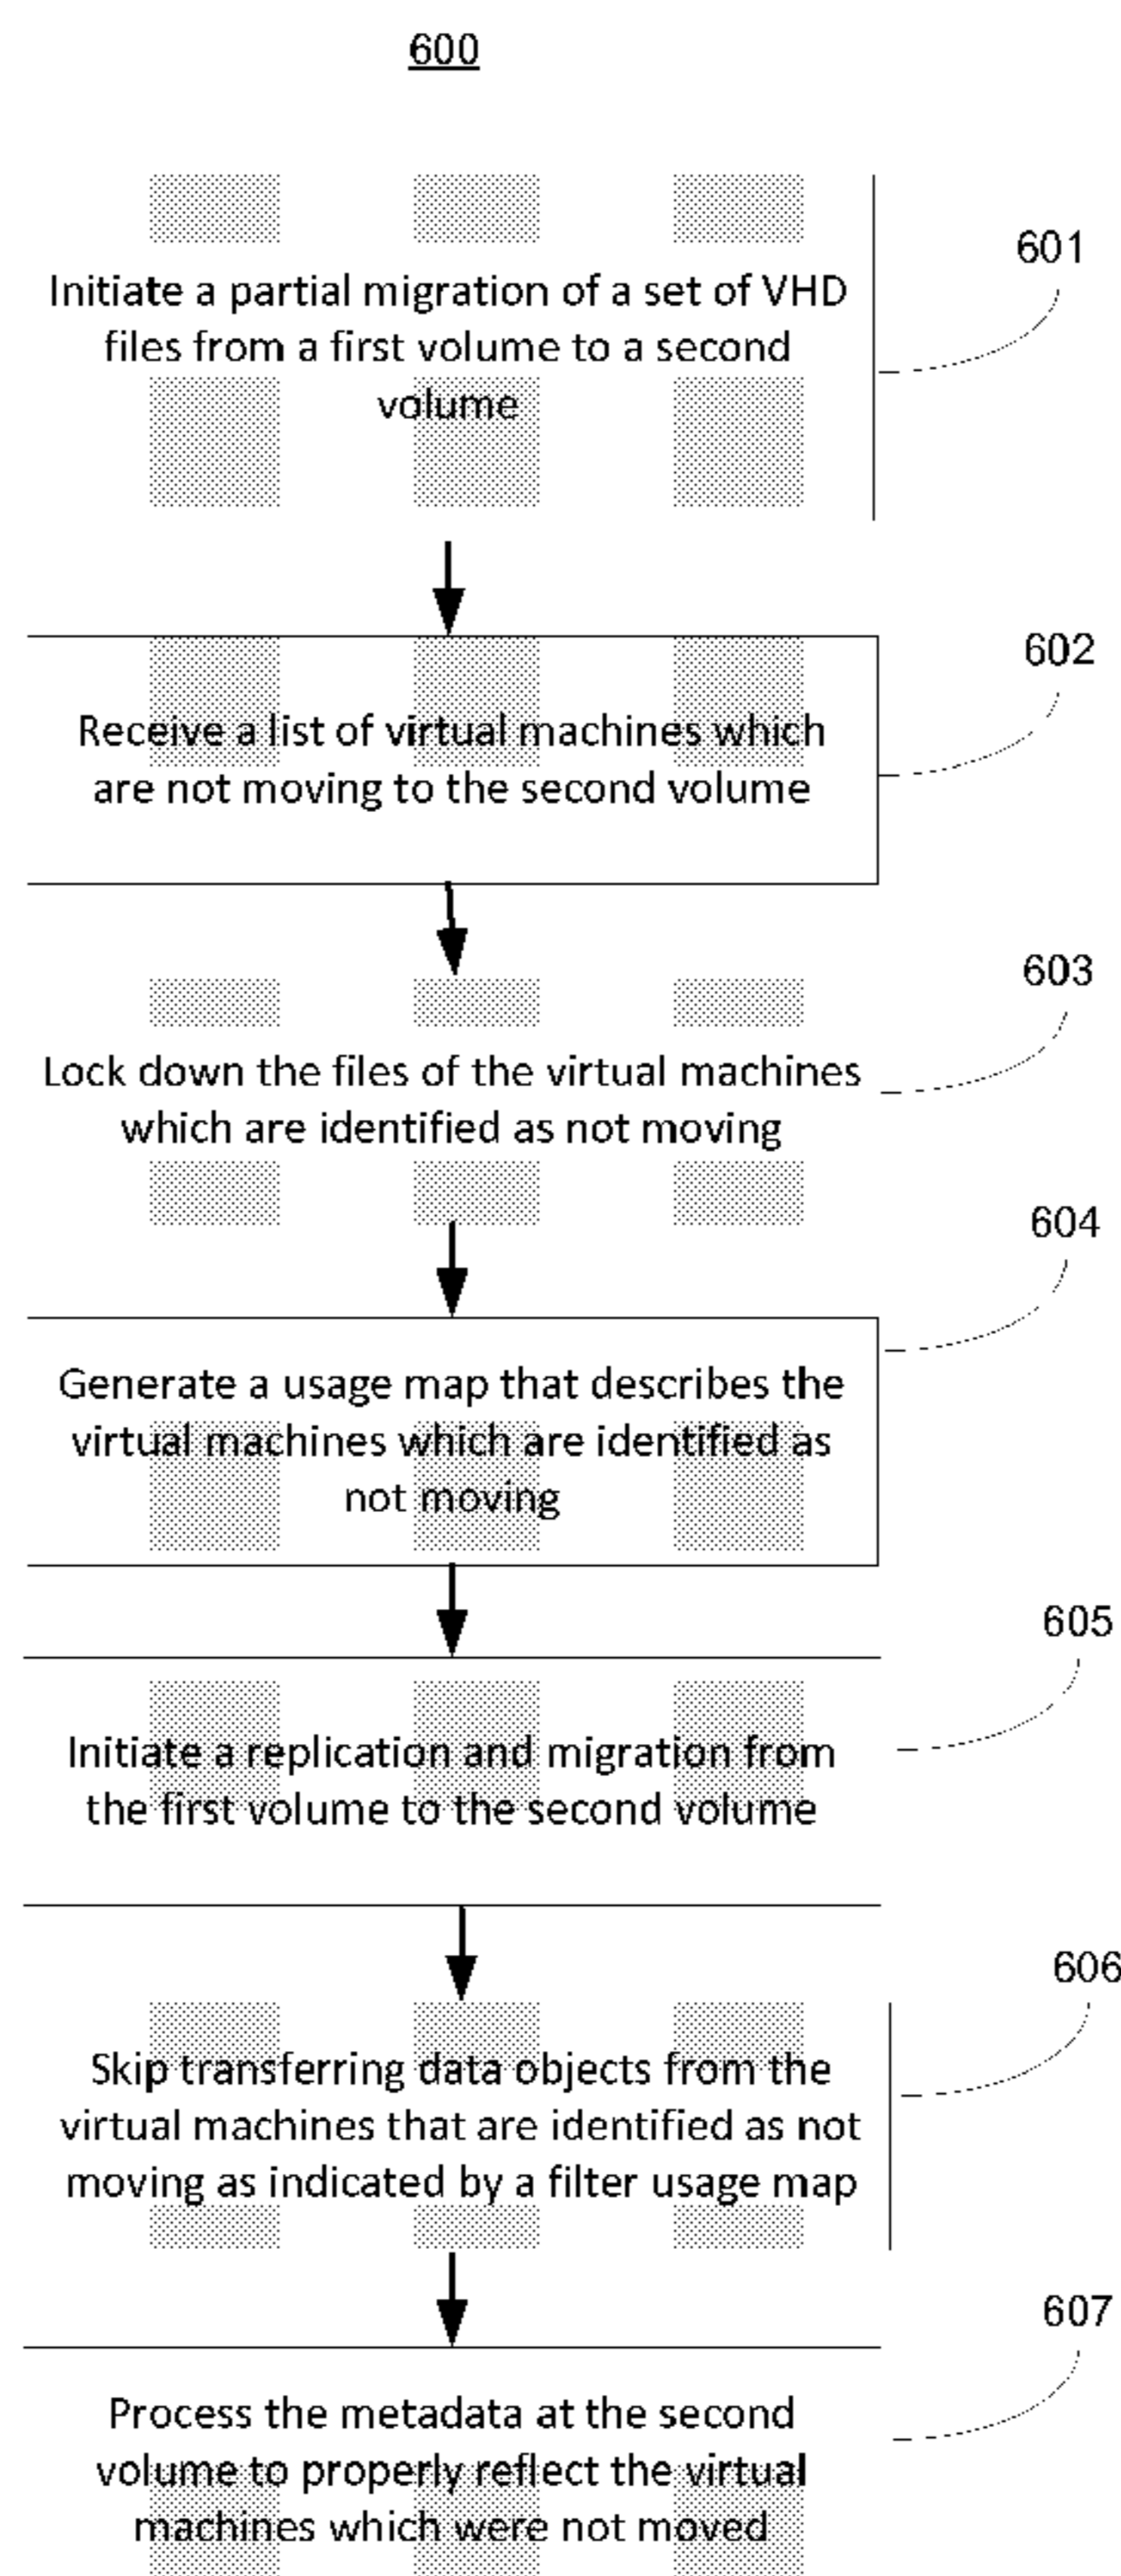 600
601
Initiate a partial migration of a set of VHD
files from a first volume to a second
volume
602
Receive a list of virtual machines which
are not moving to the second volume
603
Lock down the files of the virtual machines
which are identified as not moving
604
Generate a usage map that describes the
virtual machines which are identified as
not moving
605
Initiate a replication and migration from
the first volume to the second volume
606
Skip transferring data objects from the
virtual machines that are identified as not
moving as indicated by a filter usage map
607
Process the metadata at the second
volume to properly reflect the virtual
machines which were not moved